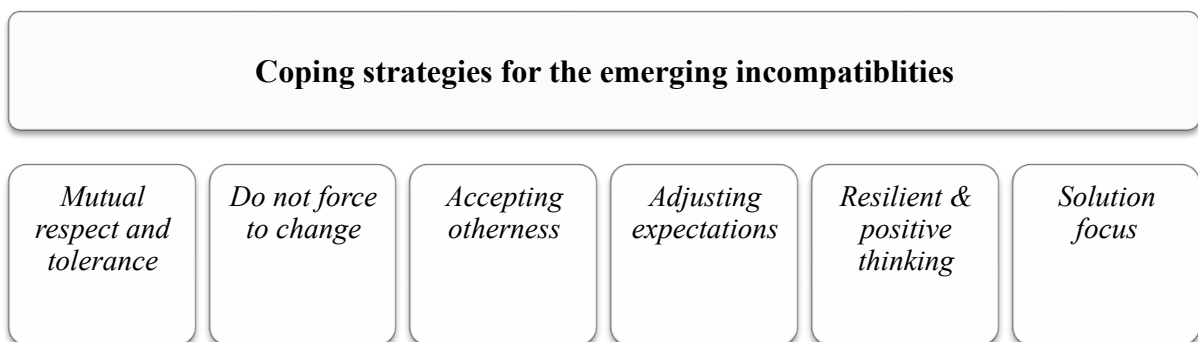 Coping strategies for the emerging incompatiblities
Mutual
respect and
tolerance
Do not force
to change
Accepting
otherness
Adjusting
expectations
Resilient &
positive
thinking
Solution
focus